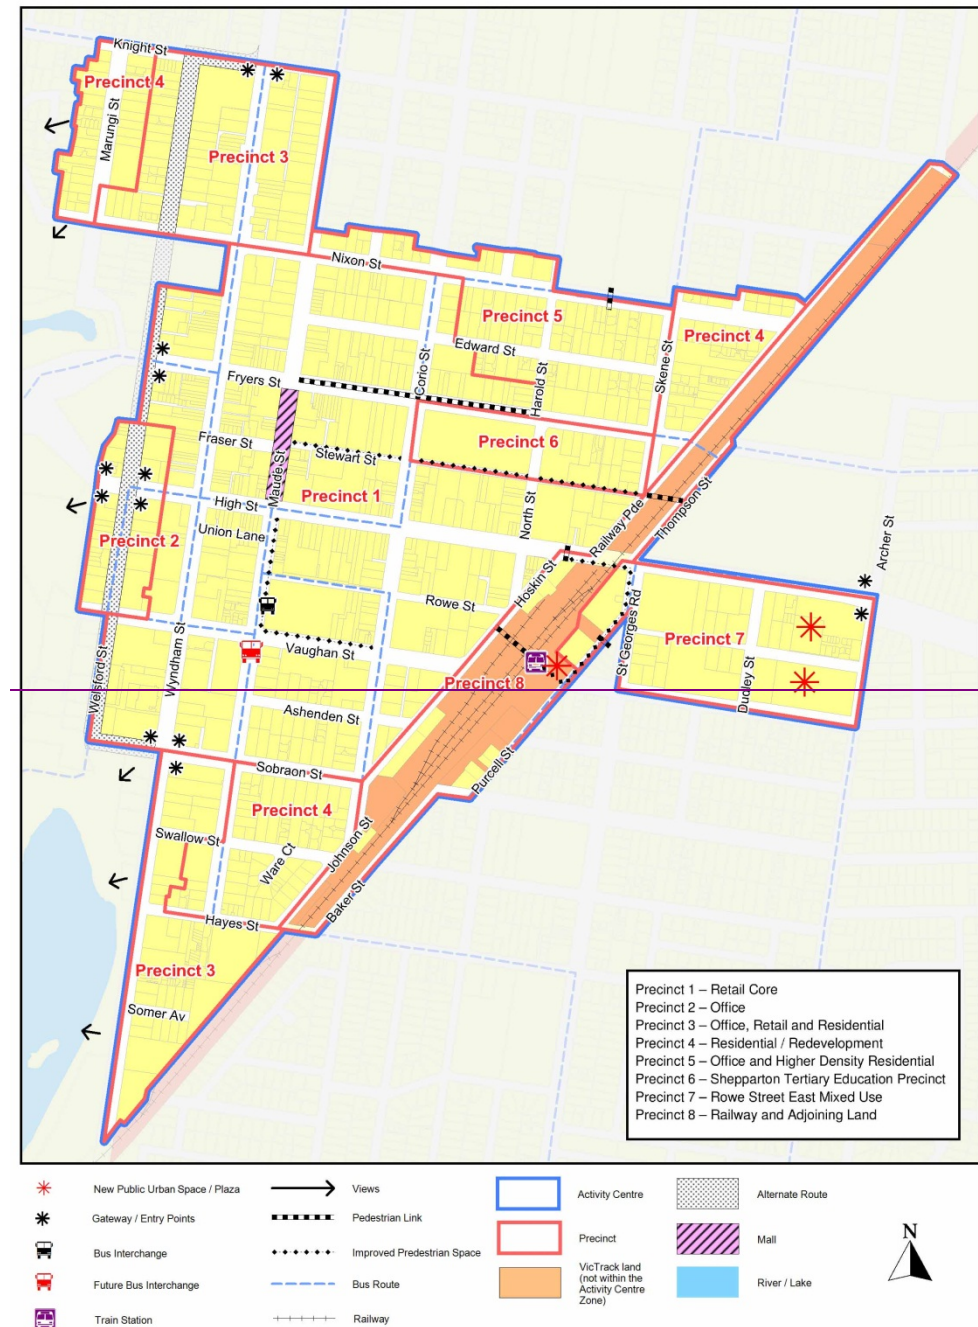 Knight St
Precinct 4
Marungi St
Precinct 3
Nixon St
Precinct 5
Precinct 4
Edward St
Skene St
Corio St
Harold St
Fryers St
Precinct 6
Fraser St
Stewart St
Maude St
Precinct 1
High St
Union Lane
North St
Railway Pde
Thompson St
Archer St
Precinct 2
Hoskin St
Rowe St
St Georges Rd
Precinct 7
Dudley St
Vaughan St
Welsford St
Wyndham St
Precinct 8
Ashenden St
Purcell St
Sobraon St
Precinct 4
Swallow St
Ware Ct
Johnson St
Baker St
Hayes St
Precinct 3
Somer Av
Precinct 1 – Retail Core
Precinct 2 – Office
Precinct 3 – Office, Retail and Residential
Precinct 4 – Residential / Redevelopment
Precinct 5 – Office and Higher Density Residential
Precinct 6 – Shepparton Tertiary Education Precinct
Precinct 7 – Rowe Street East Mixed Use
Precinct 8 – Railway and Adjoining Land
New Public Urban Space / Plaza
Gateway / Entry Points
Bus Interchange
Future Bus Interchange
Train Station
Views
Pedestrian Link
Improved Predestrian Space
Bus Route
Railway
Activity Centre
Precinct
VicTrack land
(not within the
Activity Centre
Zone)
Alternate Route
Mall
River / Lake
N